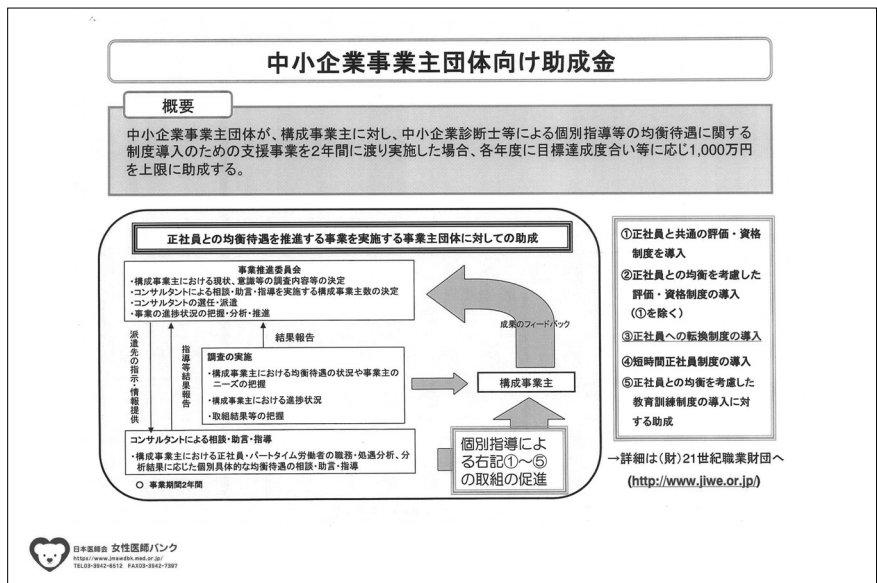 中小企業事業主団体向け助成金
概要
中小企業事業主団体が、構成事業主に対し、中小企業診断士等による個別指導等の均衡待遇に関する
制度導入のための支援事業を2年間に渡り実施した場合、各年度に目標達成度合い等に応じ1,000万円
を上限に助成する。
正社員との均衡待遇を推進する事業を実施する事業主団体に対しての助成
事業推進委員会
・構成事業主における現状、意識等の調査内容等の決定
・コンサルタントによる相談・助言・指導を実施する構成事業主数の決定
・コンサルタントの選任・派遣
・事業の進捗状況の把握・分析・推進
派遣先の指示・情報提供
指導等結果報告
結果報告
調査の実施
・構成事業主における均衡待遇の状況や事業主の
ニーズの把握
・構成事業主における進捗状況
・取組結果等の把握
成果のフィードバック
構成事業主
コンサルタントによる相談・助言・指導
・構成事業主における正社員・パートタイム労働者の職務・処遇分析、分
析結果に応じた個別具体的な均衡待遇の相談・助言・指導
○ 事業期間2年間
個別指導によ
る右記①～⑤
の取組の促進
①正社員と共通の評価・資格
制度を導入
②正社員との均衡を考慮した
評価・資格制度の導入
(①を除く)
③正社員への転換制度の導入
④短時間正社員制度の導入
⑤正社員との均衡を考慮した
教育訓練制度の導入に対
する助成
→詳細は(財)21世紀職業財団へ
(http://www.jiwe.or.jp/)
日本医師会 女性医師バンク
https://www.jmawdbk.med.or.jp/
TEL03-3942-6512 FAX03-3942-7397